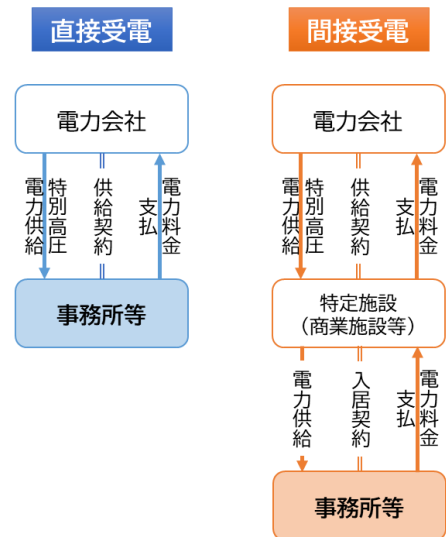 直接受電
電力会社
特別高圧
電力供給
供給契約
電力料金
支払
事務所等
間接受電
電力会社
特別高圧
電力供給
供給契約
電力料金
支払
特定施設
（商業施設等）
電力供給
入居契約
電力料金
支払
事務所等